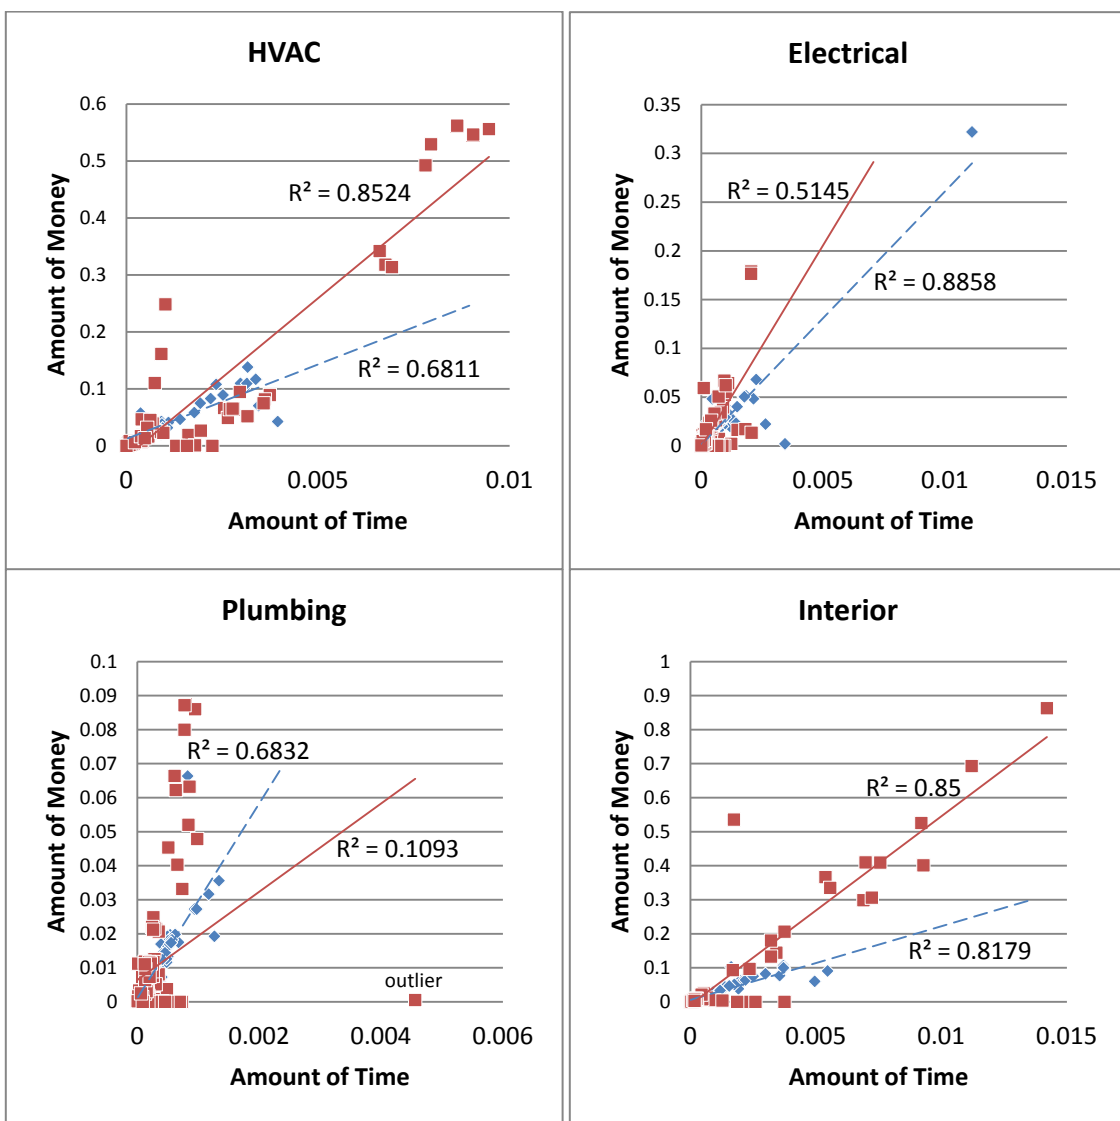 HVAC
Amount of Money
0.6
0.5
0.4
0.3
0.2
0.1
0
R² = 0.8524
R² = 0.6811
0
0.005
0.01
Amount of Time
Electrical
Amount of Money
0.35
0.3
0.25
0.2
0.15
0.1
0.05
0
R² = 0.5145
R² = 0.8858
0
0.005
0.01
0.015
Amount of Time
Plumbing
Amount of Money
0.1
0.09
0.08
0.07
0.06
0.05
0.04
0.03
0.02
0.01
0
R² = 0.6832
R² = 0.1093
outlier
0
0.002
0.004
0.006
Amount of Time
Interior
Amount of Money
1
0.9
0.8
0.7
0.6
0.5
0.4
0.3
0.2
0.1
0
R² = 0.85
R² = 0.8179
0
0.005
0.01
0.015
Amount of Time